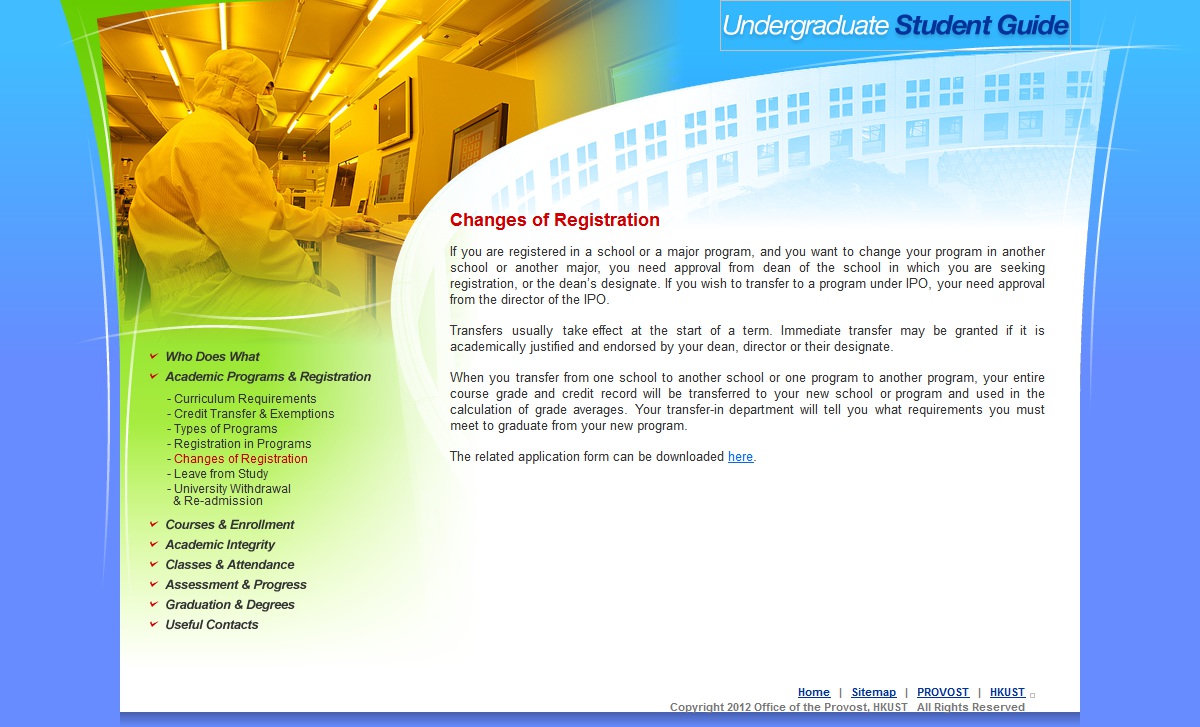 Undergraduate Student Guide
Changes of Registration
If you are registered in a school or a major program, and you want to change your program in another
school or another major, you need approval from dean of the school in which you are seeking
registration, or the dean's designate. If you wish to transfer to a program under IPO, your need approval
from the director of the IPO.
Transfers usually take effect at the start of a term. Immediate transfer may be granted if it is
academically justified and endorsed by your dean, director or their designate.
When you transfer from one school to another school or one program to another program, your entire
course grade and credit record will be transferred to your new school or program and used in the
calculation of grade averages. Your transfer-in department will tell you what requirements you must
meet to graduate from your new program.
The related application form can be downloaded here.
Who Does What
Academic Programs & Registration
- Curriculum Requirements
- Credit Transfer & Exemptions
- Types of Programs
- Registration in Programs
- Changes of Registration
- Leave from Study
- University Withdrawal
& Re-admission
Courses & Enrollment
Academic Integrity
Classes & Attendance
Assessment & Progress
Graduation & Degrees
Useful Contacts
Home | Sitemap | PROVOST | HKUST
Copyright 2012 Office of the Provost, HKUST All Rights Reserved